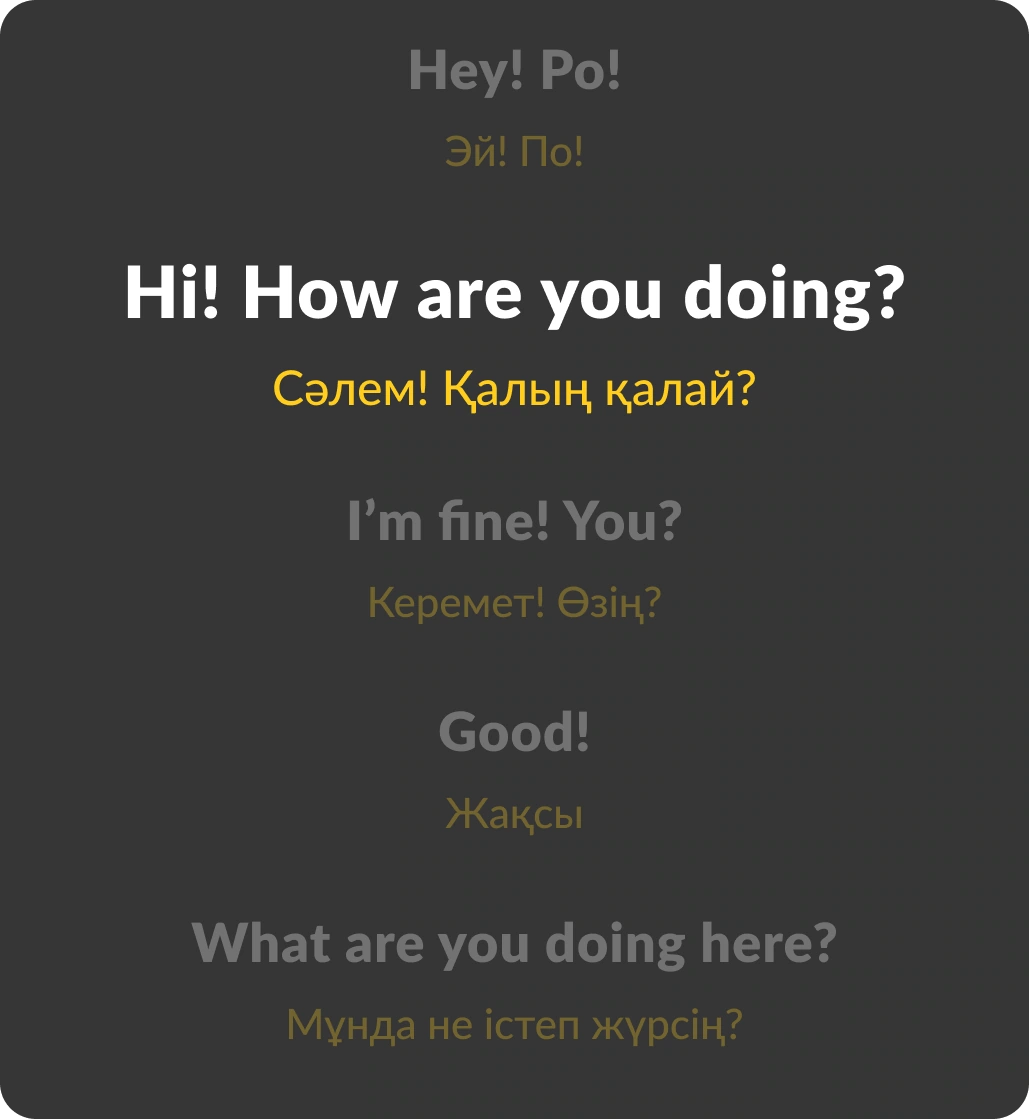 Hey! Po!
Эй! По!
Hi! How are you doing?
Сәлем! Қалың қалай?
I’m fine! You?
Керемет! Өзің?
Good!
Жақсы
What are you doing here?
Мұнда не істеп жүрсің?